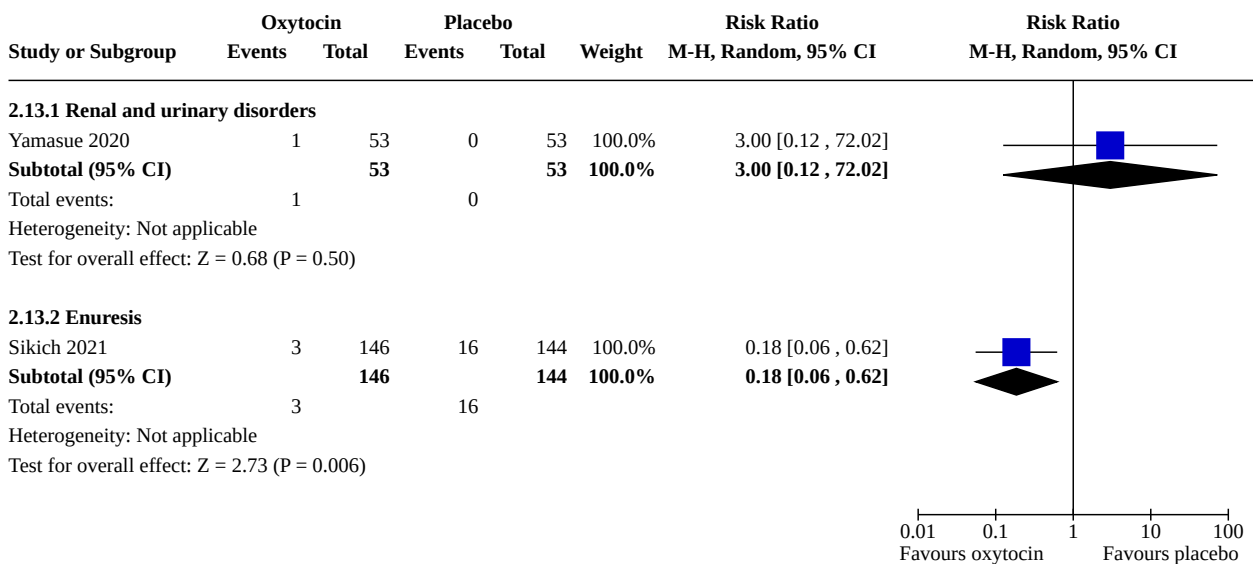 Oxytocin Placebo Risk Ratio Risk Ratio
Study or Subgroup Events Total Events Total Weight M-H, Random, 95% CI M-H, Random, 95% CI
2.13.1 Renal and urinary disorders
Yamasue 2020 1 53 0 53 100.0% 3.00 [0.12 , 72.02]
Subtotal (95% CI) 53 53 100.0% 3.00 [0.12 , 72.02]
Total events: 1 0
Heterogeneity: Not applicable
Test for overall effect: Z = 0.68 (P = 0.50)
2.13.2 Enuresis
Sikich 2021 3 146 16 144 100.0% 0.18 [0.06 , 0.62]
Subtotal (95% CI) 146 144 100.0% 0.18 [0.06 , 0.62]
Total events: 3 16
Heterogeneity: Not applicable
Test for overall effect: Z = 2.73 (P = 0.006)
0.01 0.1 1 10 100
Favours oxytocin Favours placebo